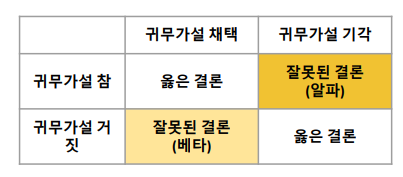 귀무가설 채택
귀무가설 기각
귀무가설 참
옳은 결론
잘못된 결론
(알파)
귀무가설 거
짓
잘못된 결론
(베타)
옳은 결론